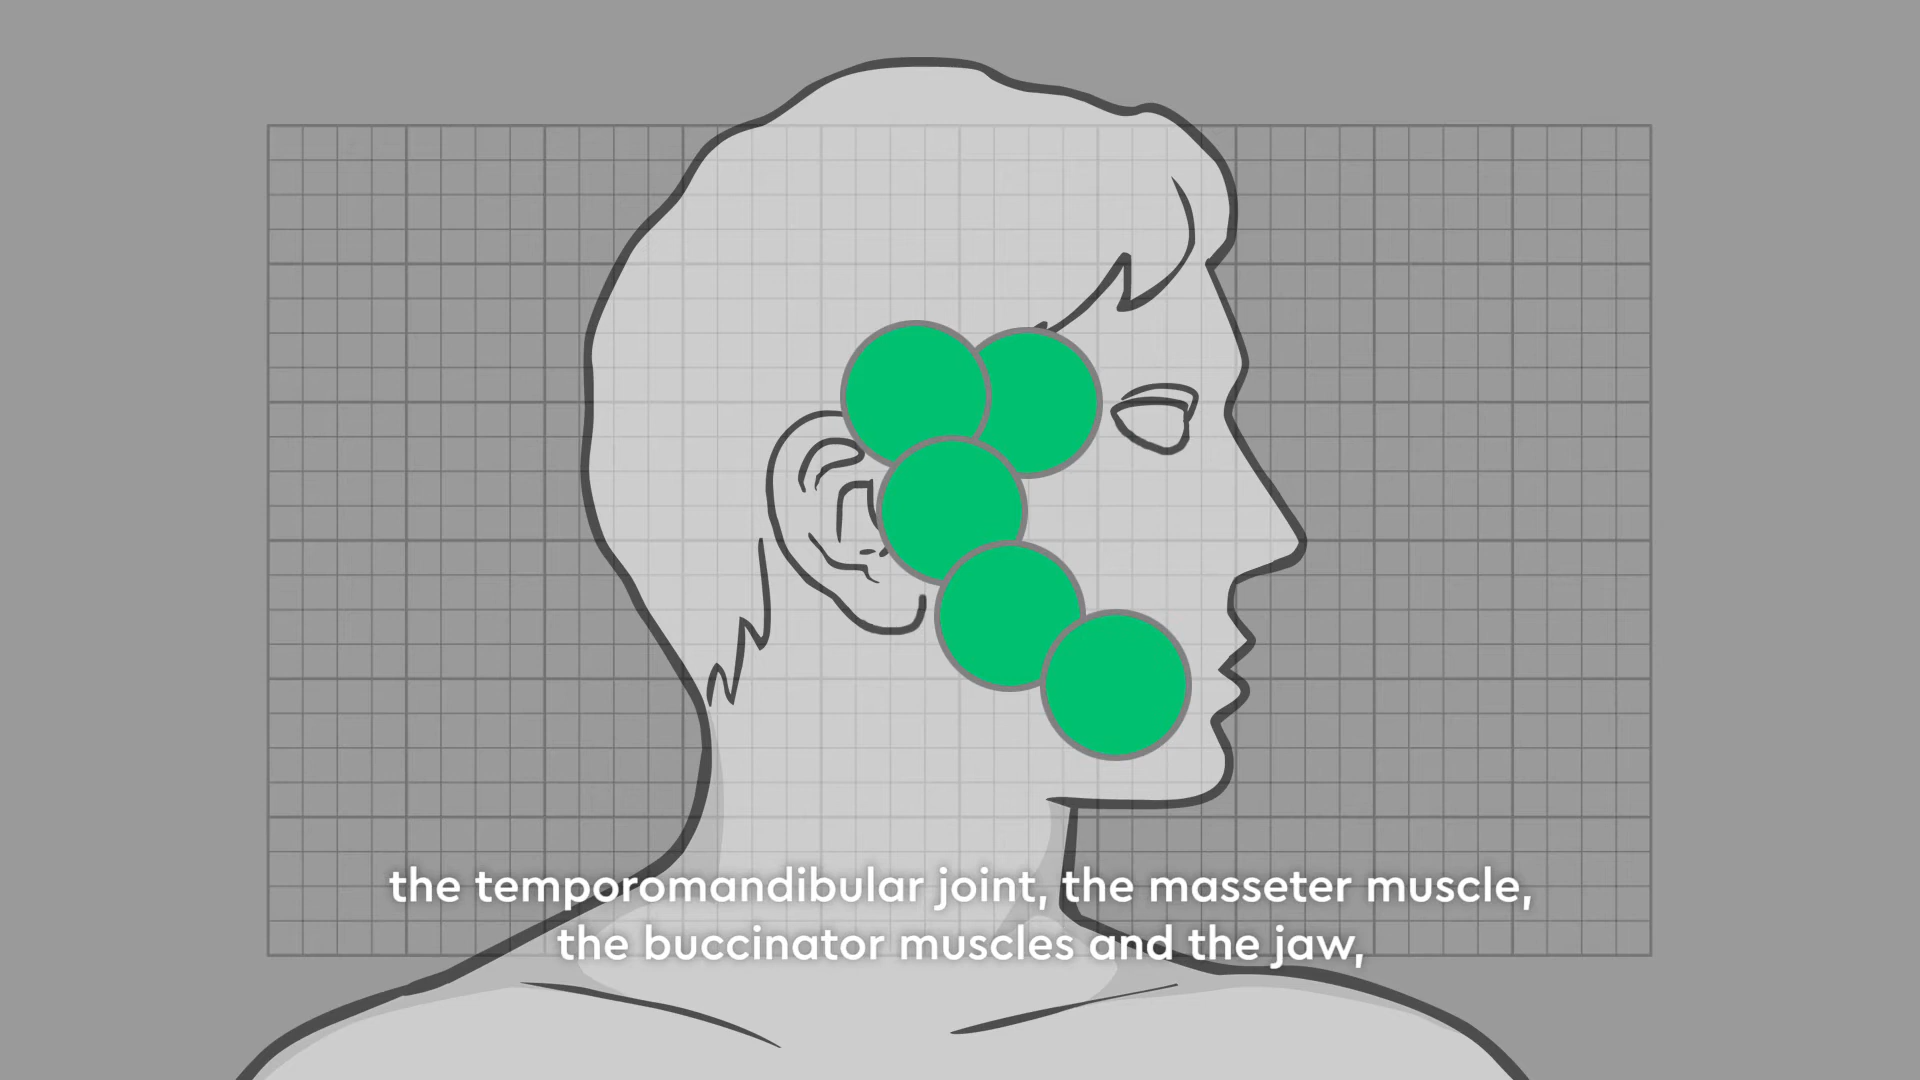 the temporomandibular joint, the masseter muscle,
the buccinator muscles and the jaw,